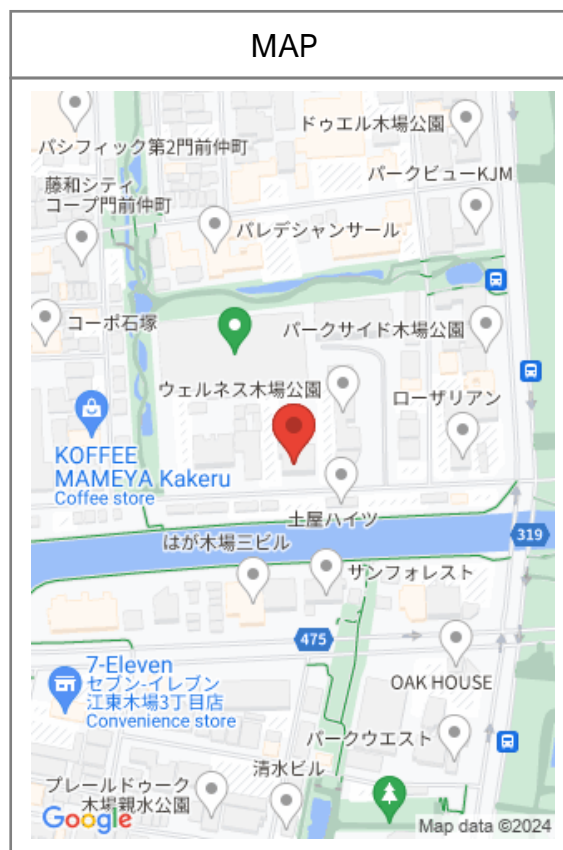 MAP
ドゥエル木場公園
パシフィック第2門前仲町
パークビューKJM
藤和シティ
コープ門前仲町
パレデシャンサール
コーポ石塚
パークサイド木場公園
ウェルネス木場公園
ローザリアン
KOFFEE
MAMEYA Kakeru
Coffee store
土屋ハイツ
319
はが木場三ビル
サンフォレスト
475
7-Eleven
セブン-イレブン
江東木場3丁目店
Convenience store
OAK HOUSE
パークウエスト
清水ビル
プレールドゥーク
木場親水公園
Google
Map data ©2024